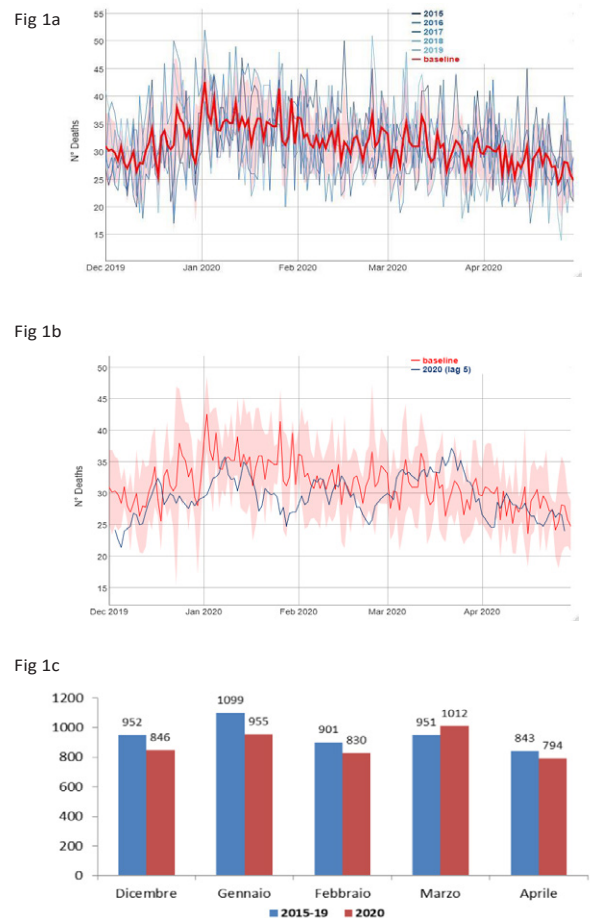 Fig 1a
2015
2016
2017
2018
2019
baseline
55
50
45
40
35
30
25
20
15
N° Deaths
Dec 2019 Jan 2020 Feb 2020 Mar 2020 Apr 2020
Fig 1b
baseline
2020 (lag 5)
50
45
40
35
30
25
20
15
N° Deaths
Dec 2019 Jan 2020 Feb 2020 Mar 2020 Apr 2020
Fig 1c
1200
1000
800
600
400
200
0
952 846 1099 955 901 830 951 1012 843 794
Dicembre Gennaio Febbraio Marzo Aprile
2015-19 2020